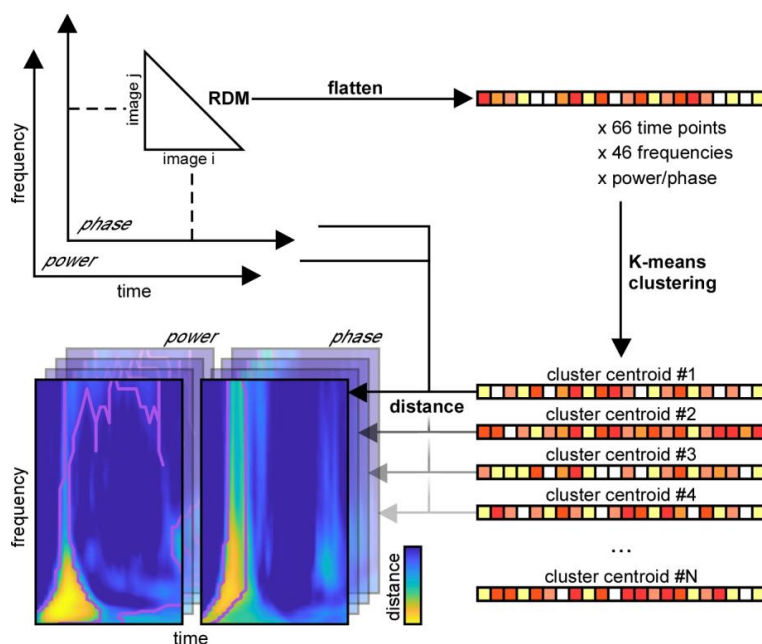 frequency
image j
RDM
image i
flatten
x 66 time points
x 46 frequencies
x power/phase
phase
power
time
K-means
clustering
power
phase
frequency
time
distance
distance
cluster centroid #1
cluster centroid #2
cluster centroid #3
cluster centroid #4
...
cluster centroid #N